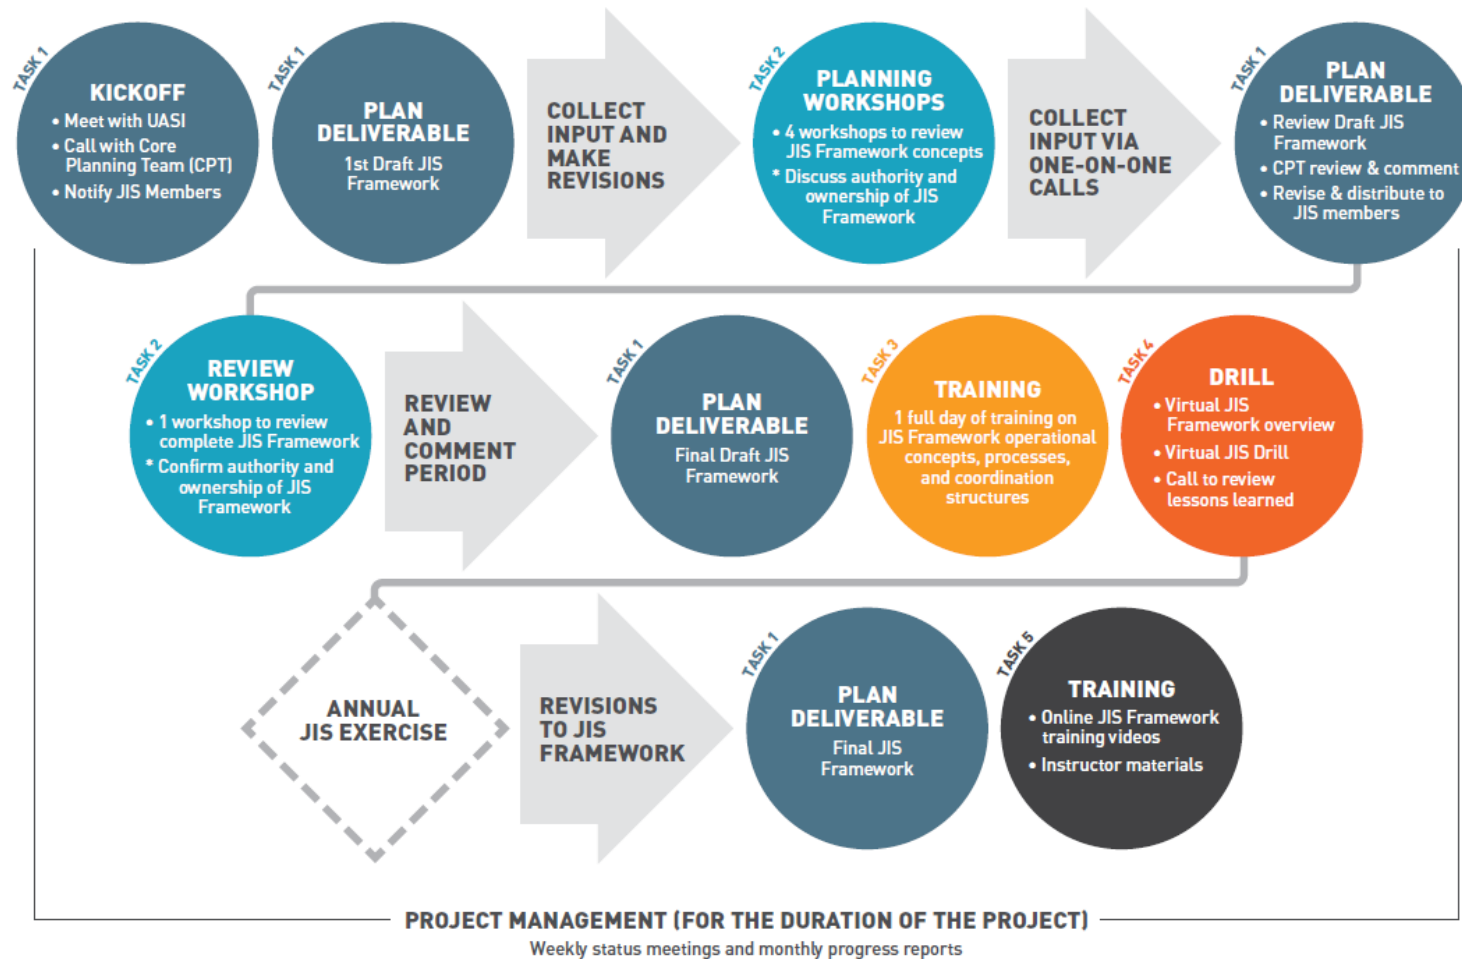 TASK 1
KICKOFF
• Meet with UASI
• Call with Core
Planning Team (CPT)
• Notify JIS Members
TASK 1
PLAN
DELIVERABLE
1st Draft JIS
Framework
COLLECT
INPUT AND
MAKE
REVISIONS
TASK 2
PLANNING
WORKSHOPS
• 4 workshops to review
JIS Framework concepts
* Discuss authority and
ownership of JIS
Framework
COLLECT
INPUT VIA
ONE-ON-ONE
CALLS
TASK 1
PLAN
DELIVERABLE
• Review Draft JIS
Framework
• CPT review & comment
• Revise & distribute to
JIS members
TASK 2
REVIEW
WORKSHOP
• 1 workshop to review
complete JIS Framework
* Confirm authority and
ownership of JIS
Framework
REVIEW
AND
COMMENT
PERIOD
TASK 1
PLAN
DELIVERABLE
Final Draft JIS
Framework
TASK 3
TRAINING
1 full day of training on
JIS Framework operational
concepts, processes,
and coordination
structures
TASK 4
DRILL
• Virtual JIS
Framework overview
• Virtual JIS Drill
• Call to review
lessons learned
ANNUAL
JIS EXERCISE
REVISIONS
TO JIS
FRAMEWORK
TASK 1
PLAN
DELIVERABLE
Final JIS
Framework
TASK 5
TRAINING
• Online JIS Framework
training videos
• Instructor materials
PROJECT MANAGEMENT (FOR THE DURATION OF THE PROJECT)
Weekly status meetings and monthly progress reports